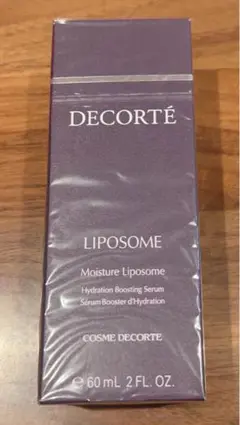 DECORTÉ
LIPOSOME
Moisture Liposome
Hydration Boosting Serum
Sérum Booster d'Hydration
COSME DECORTE
℮ 60 mL 2 FL. OZ.